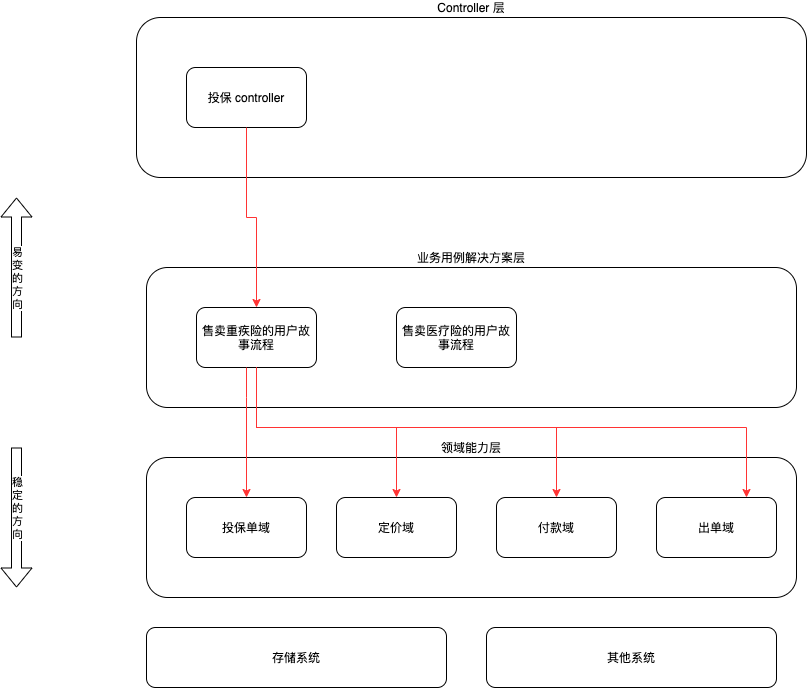 Controller 层
投保 controller
易
变
的
方
向
业务用例解决方案层
售卖重疾险的用户故
事流程
售卖医疗险的用户故
事流程
领域能力层
稳
定
的
方
向
投保单域
定价域
付款域
出单域
存储系统
其他系统